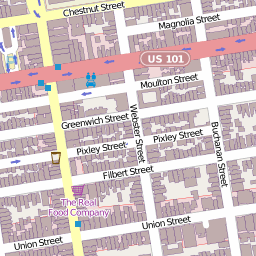 Chestnut Street
Magnolia Street
US 101
Moulton Street
Greenwich Street
Webster Street
Pixley Street
Pixley Street
Buchanan Street
Filbert Street
The Real
Food Company
Union Street
Union Street